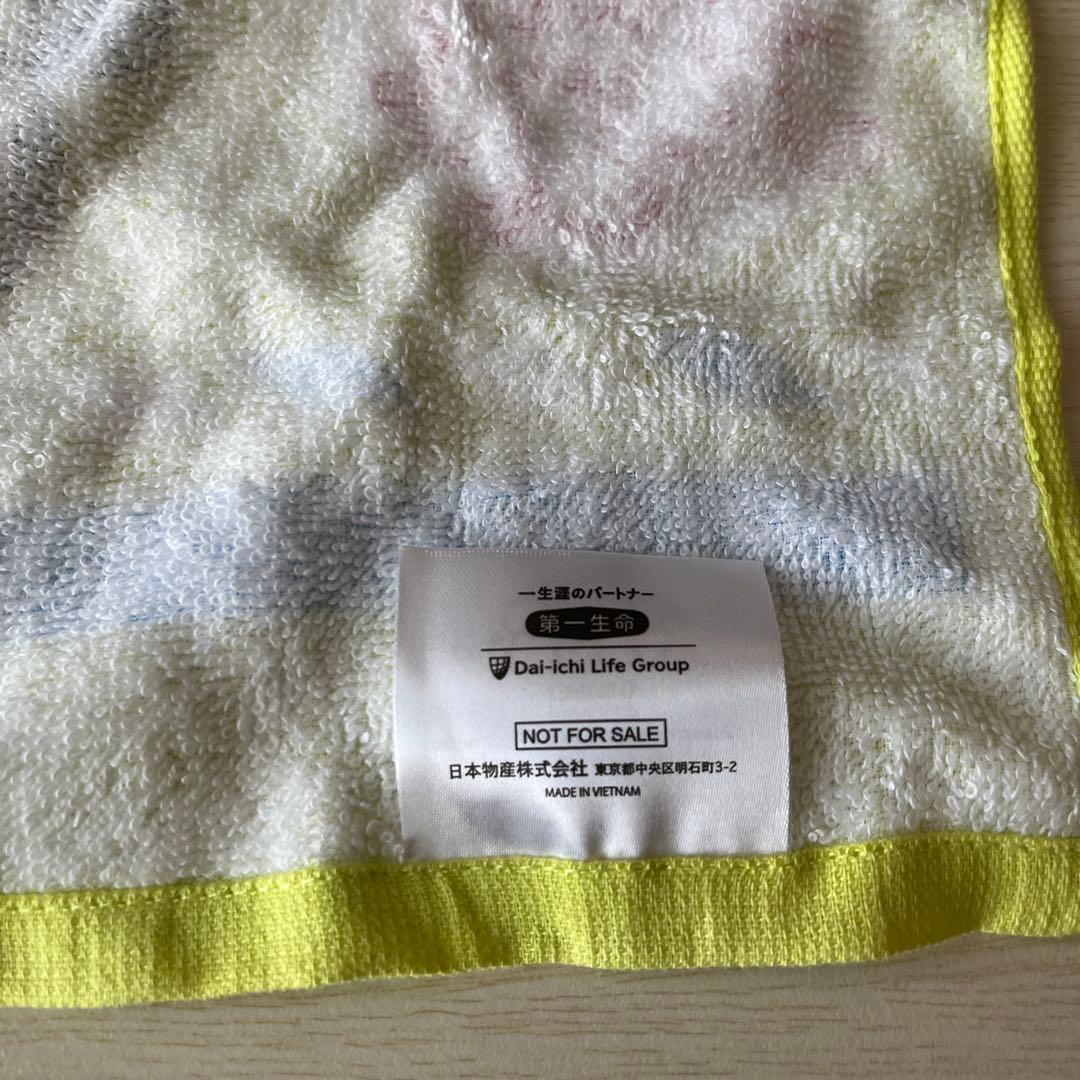 一生涯のパートナー
第一生命
Dai-ichi Life Group
NOT FOR SALE
日本物産株式会社 東京都中央区明石町3-2
MADE IN VIETNAM